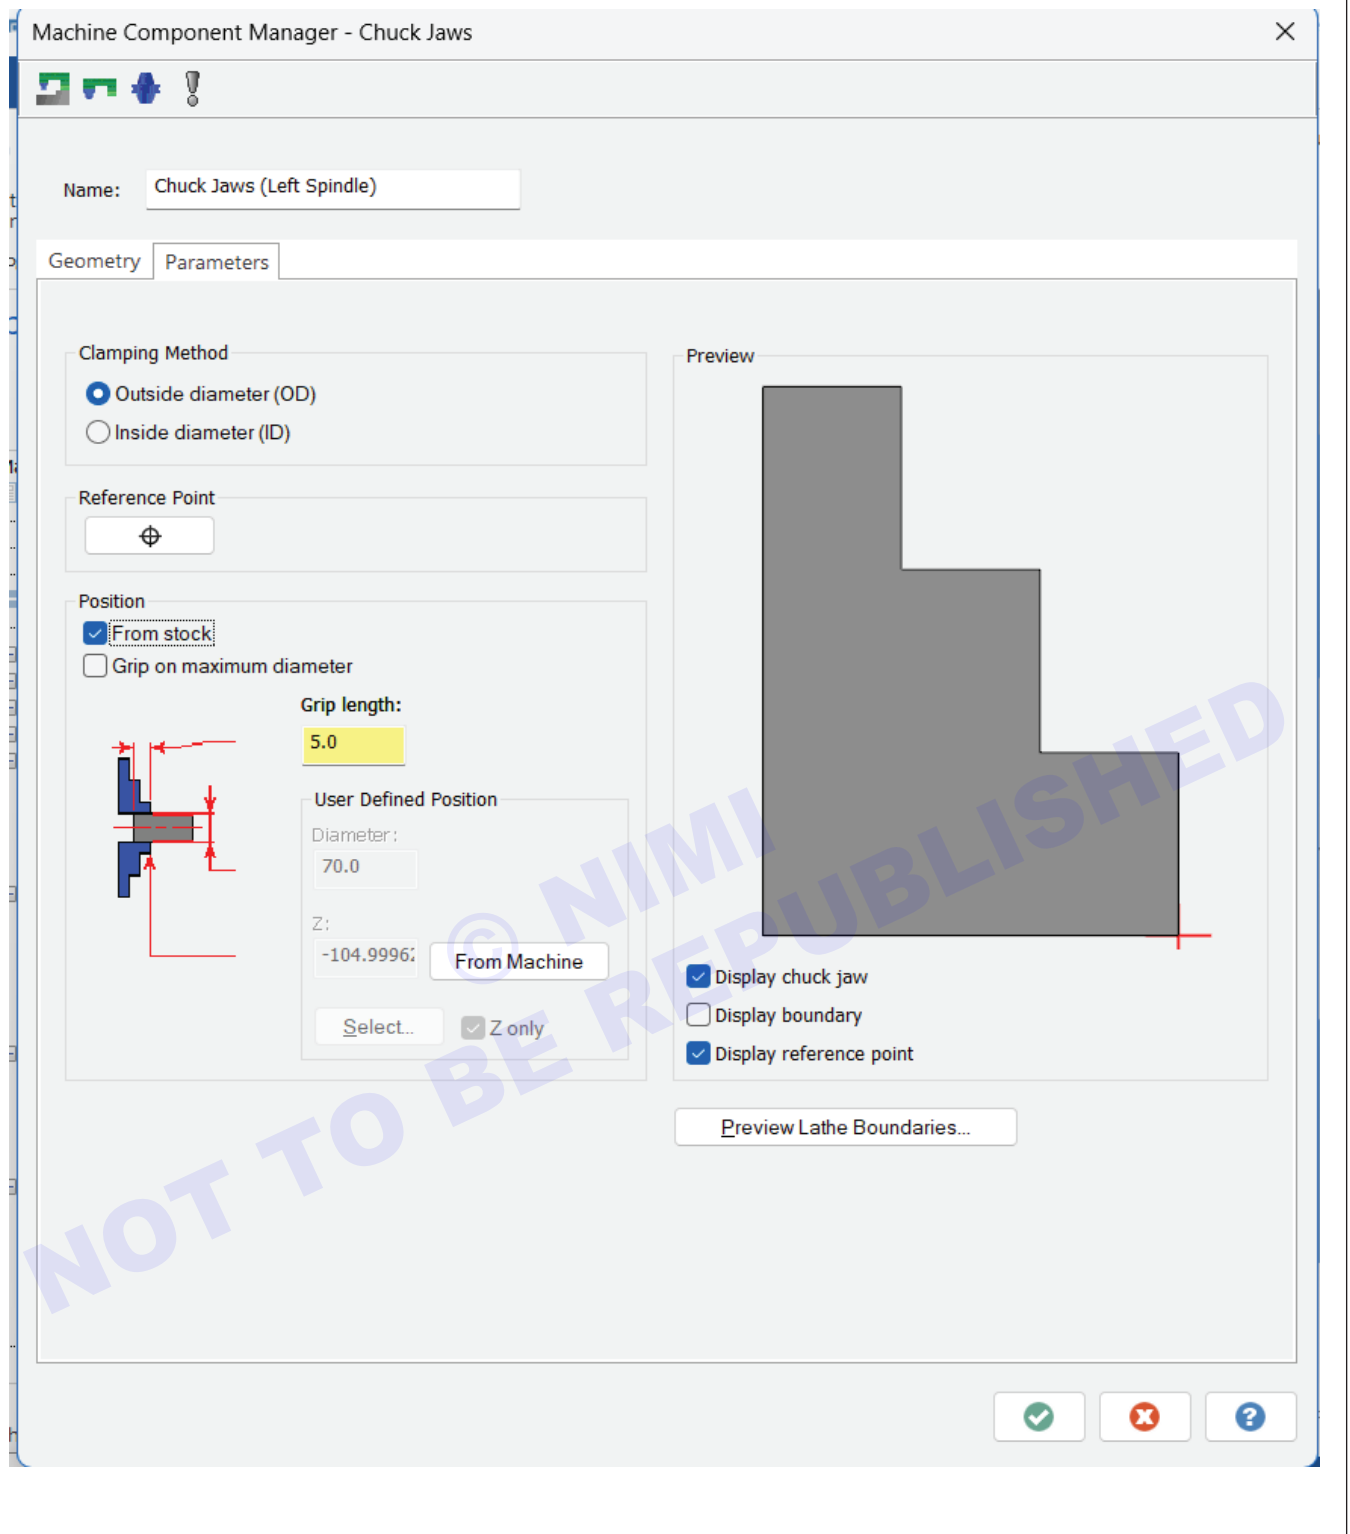 Machine Component Manager - Chuck Jaws
Name: Chuck Jaws (Left Spindle)
Geometry Parameters
Clamping Method
Outside diameter (OD)
Inside diameter (ID)
Reference Point
Position
From stock
Grip on maximum diameter
Grip length:
5.0
User Defined Position
Diameter:
70.0
Z:
-104.9996
From Machine
Select...
Z only
Preview
Display chuck jaw
Display boundary
Display reference point
Preview Lathe Boundaries...
© NIMI
NOT TO BE REPUBLISHED